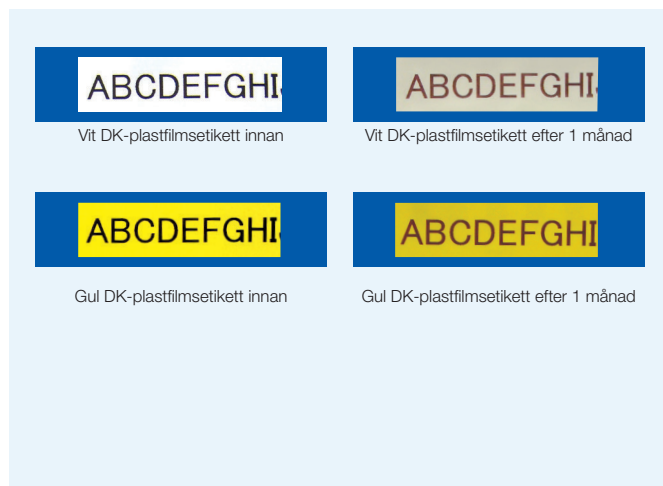 ABCDEFGHI
ABCDEFGHI
Vit DK-plastfilmsetikett innan
Vit DK-plastfilmsetikett efter 1 månad
ABCDEFGHI
ABCDEFGHI
Gul DK-plastfilmsetikett innan
Gul DK-plastfilmsetikett efter 1 månad